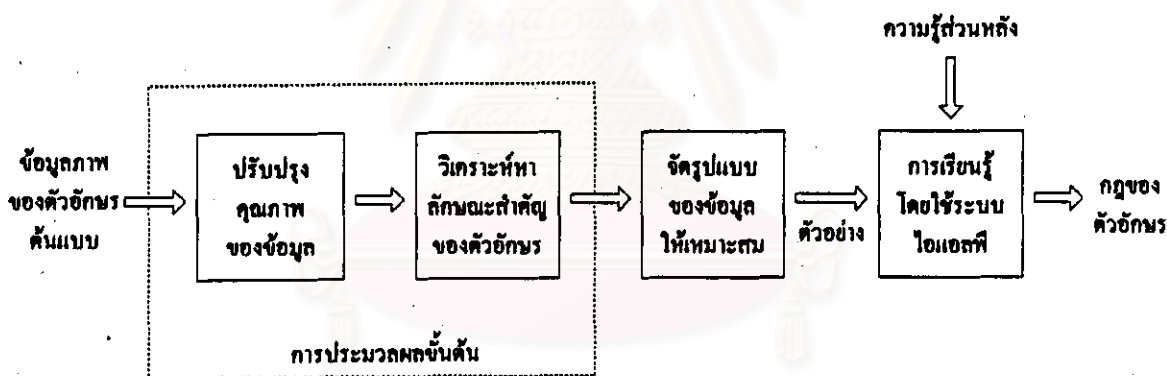 ความรู้ส่วนหลัง
ข้อมูลภาพ
ของตัวอักษร
ต้นแบบ
ปรับปรุง
คุณภาพ
ของข้อมูล
วิเคราะห์หา
ลักษณะสำคัญ
ของตัวอักษร
จัดรูปแบบ
ของข้อมูล
ให้เหมาะสม
ตัวอย่าง
การเรียนรู้
โดยใช้ระบบ
ไอแอลพี
กฎของ
ตัวอักษร
การประมวลผลขั้นต้น